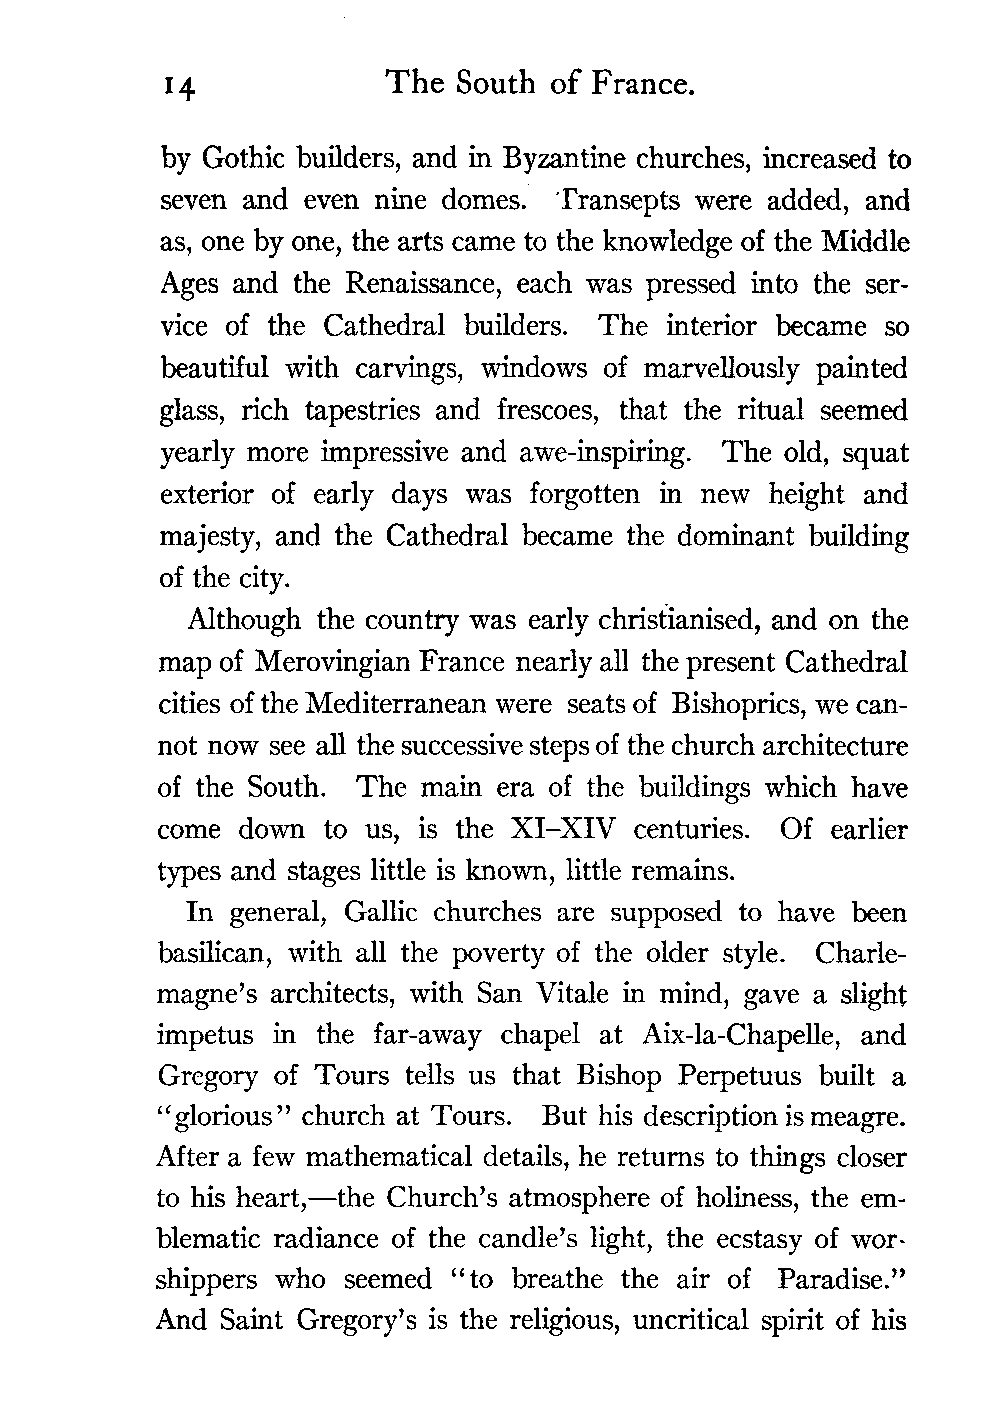 14 The South of France.
by Gothic builders, and in Byzantine churches, increased to
seven and even nine domes. Transepts were added, and
as, one by one, the arts came to the knowledge of the Middle
Ages and the Renaissance, each was pressed into the ser-
vice of the Cathedral builders. The interior became so
beautiful with carvings, windows of marvellously painted
glass, rich tapestries and frescoes, that the ritual seemed
yearly more impressive and awe-inspiring. The old, squat
exterior of early days was forgotten in new height and
majesty, and the Cathedral became the dominant building
of the city.
Although the country was early christianised, and on the
map of Merovingian France nearly all the present Cathedral
cities of the Mediterranean were seats of Bishoprics, we can-
not now see all the successive steps of the church architecture
of the South. The main era of the buildings which have
come down to us, is the XI–XIV centuries. Of earlier
types and stages little is known, little remains.
In general, Gallic churches are supposed to have been
basilican, with all the poverty of the older style. Charle-
magne's architects, with San Vitale in mind, gave a slight
impetus in the far-away chapel at Aix-la-Chapelle, and
Gregory of Tours tells us that Bishop Perpetuus built a
"glorious" church at Tours. But his description is meagre.
After a few mathematical details, he returns to things closer
to his heart,—the Church's atmosphere of holiness, the em-
blematic radiance of the candle's light, the ecstasy of wor-
shippers who seemed "to breathe the air of Paradise."
And Saint Gregory's is the religious, uncritical spirit of his